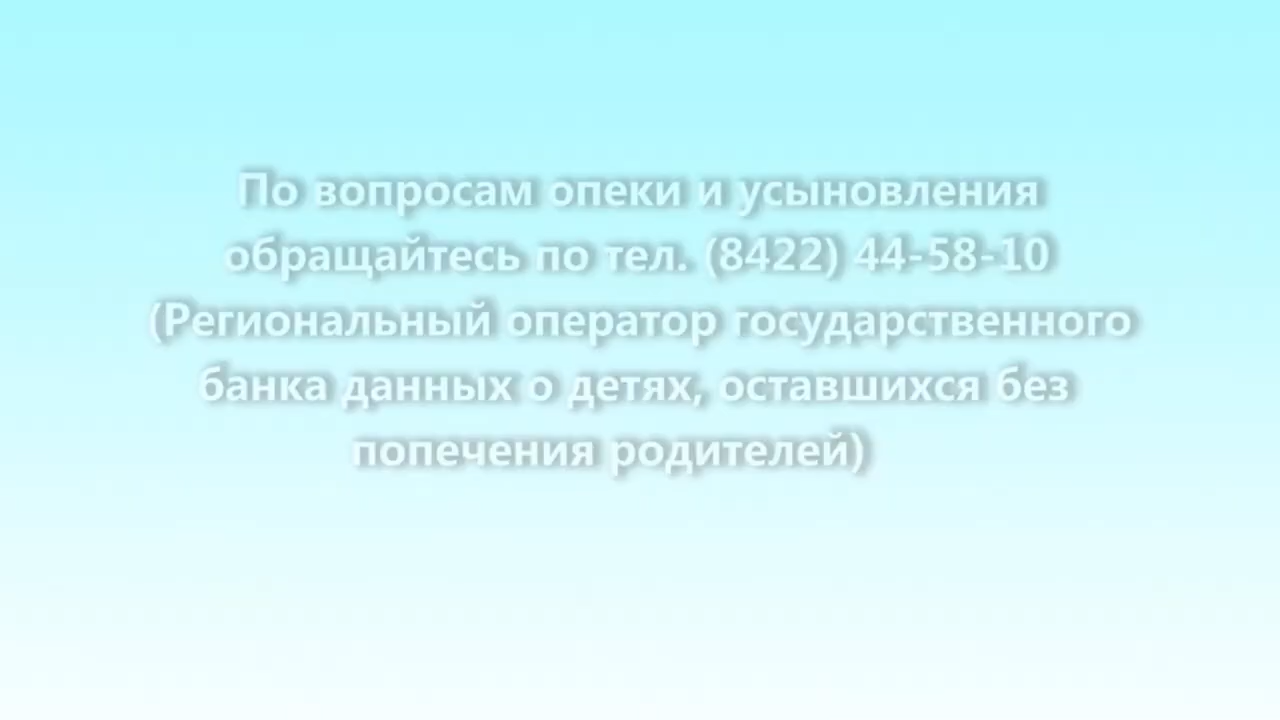 По вопросам опеки и усыновления
обращайтесь по тел. (8422) 44-58-10
(Региональный оператор государственного
банка данных о детях, оставшихся без
попечения родителей)